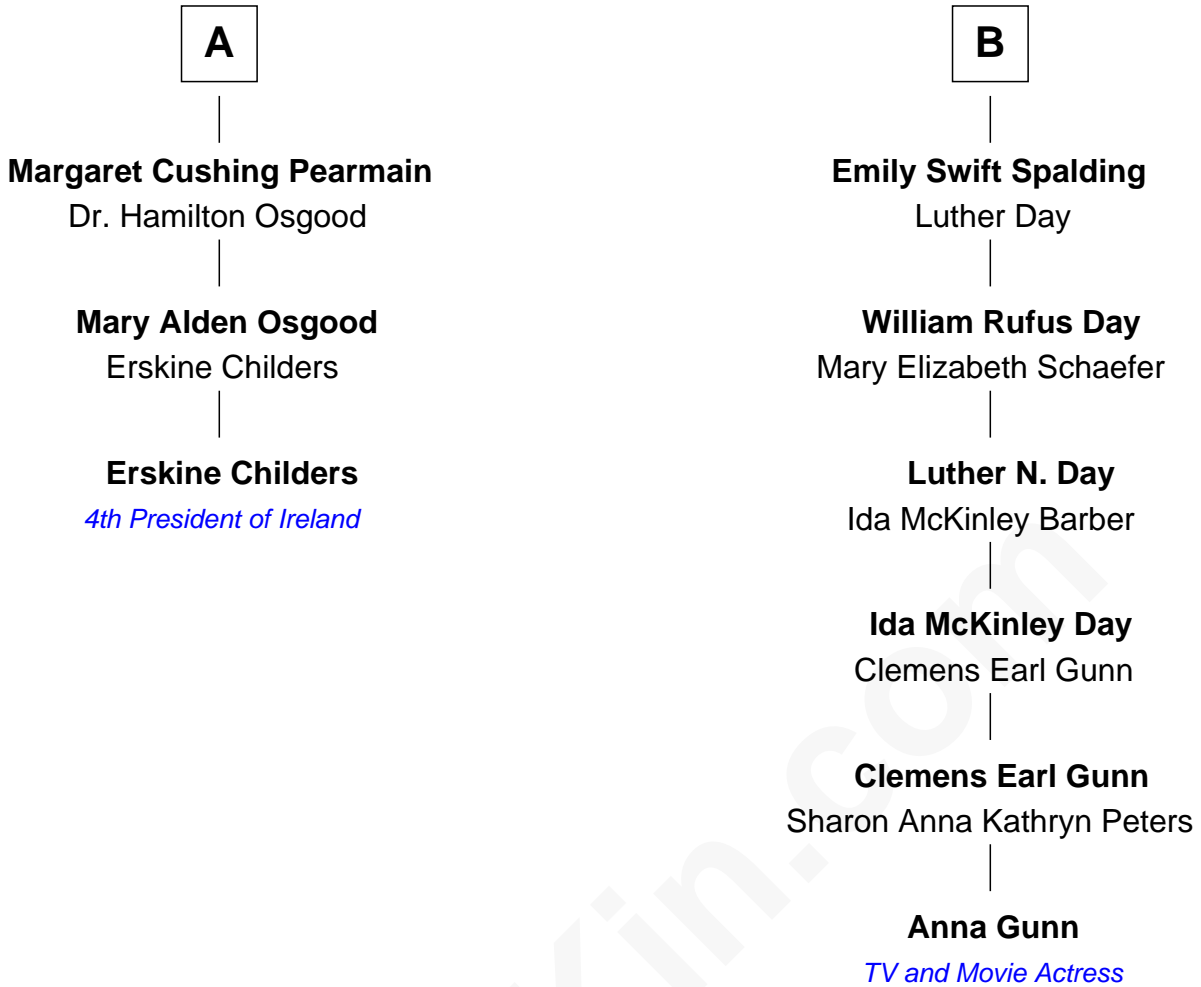 A
Margaret Cushing Pearmain
Dr. Hamilton Osgood
Mary Alden Osgood
Erskine Childers
Erskine Childers
4th President of Ireland
B
Emily Swift Spalding
Luther Day
William Rufus Day
Mary Elizabeth Schaefer
Luther N. Day
Ida McKinley Barber
Ida McKinley Day
Clemens Earl Gunn
Clemens Earl Gunn
Sharon Anna Kathryn Peters
Anna Gunn
TV and Movie Actress
Kin.com